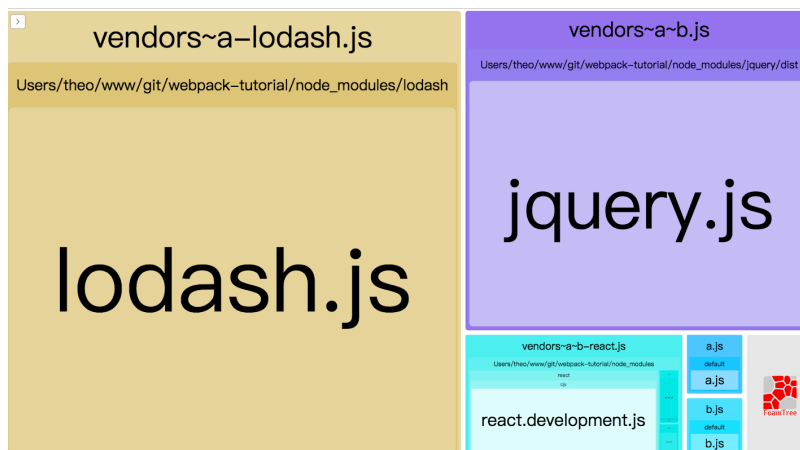 vendors~a-lodash.js
Users/theo/www/git/webpack-tutorial/node_modules/lodash
lodash.js
vendors~a~b.js
Users/theo/www/git/webpack-tutorial/node_modules/jquery/dist
jquery.js
vendors~a~b-react.js
Users/theo/www/git/webpack-tutorial/node_modules
react
cjs
react.development.js
a.js
default
a.js
b.js
default
b.js
FoamTree